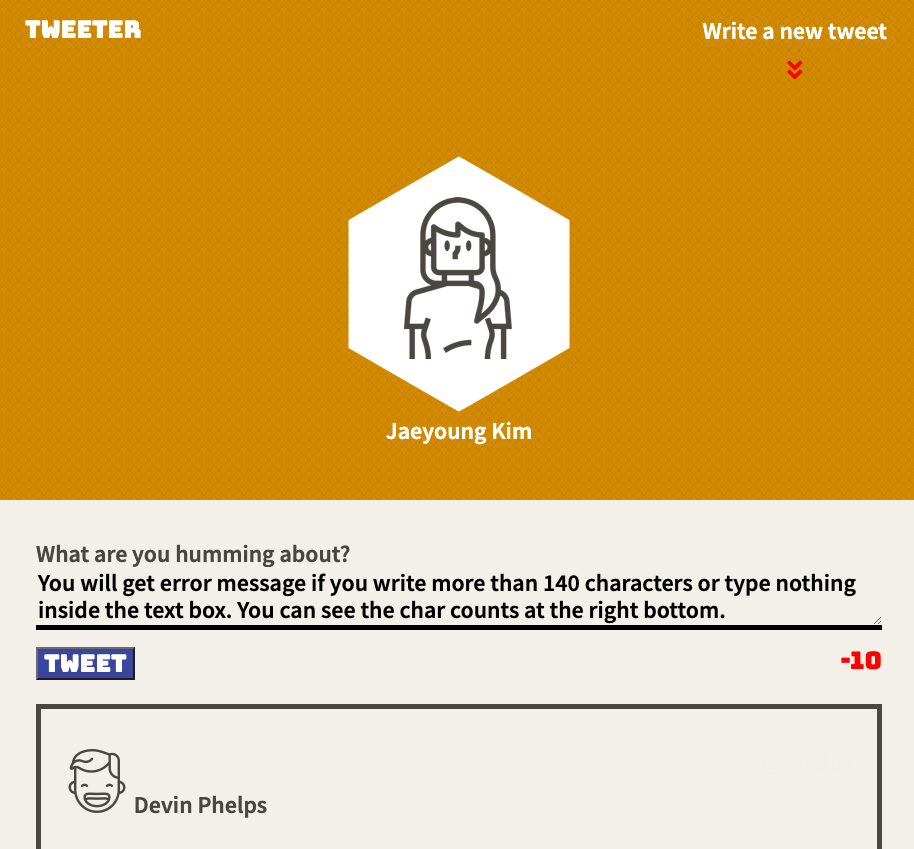 TWEETER
Write a new tweet
Jaeyoung Kim
What are you humming about?
You will get error message if you write more than 140 characters or type nothing
inside the text box. You can see the char counts at the right bottom.
TWEET
-10
Devin Phelps